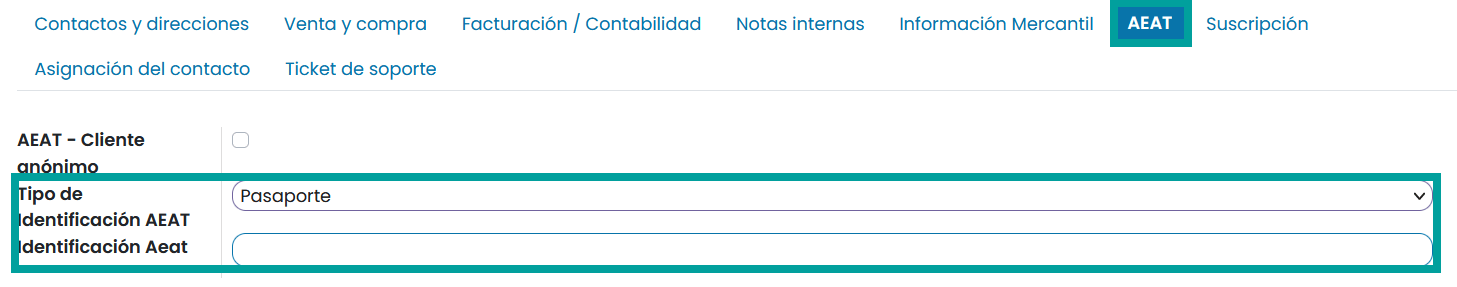 Contactos y direcciones Venta y compra Facturación / Contabilidad Notas internas Información Mercantil AEAT Suscripción
Asignación del contacto Ticket de soporte
AEAT - Cliente
anónimo
Tipo de Pasaporte
Identificación AEAT
Identificación Aeat